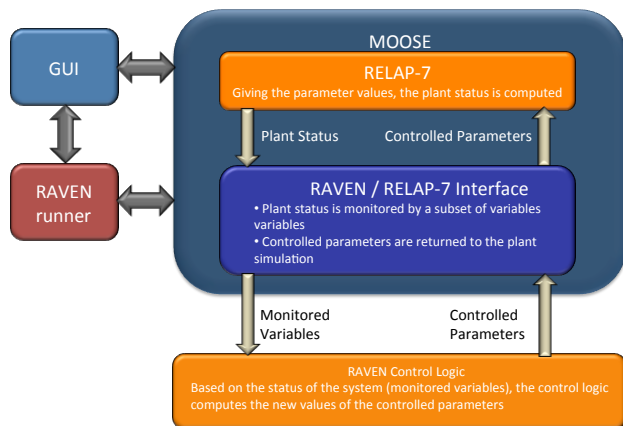 MOOSE
GUI
RELAP-7
Giving the parameter values, the plant status is computed
Plant Status
Controlled Parameters
RAVEN
runner
RAVEN / RELAP-7 Interface
• Plant status is monitored by a subset of variables
variables
• Controlled parameters are returned to the plant
simulation
Monitored
Variables
Controlled
Parameters
RAVEN Control Logic
Based on the status of the system (monitored variables), the control logic
computes the new values of the controlled parameters